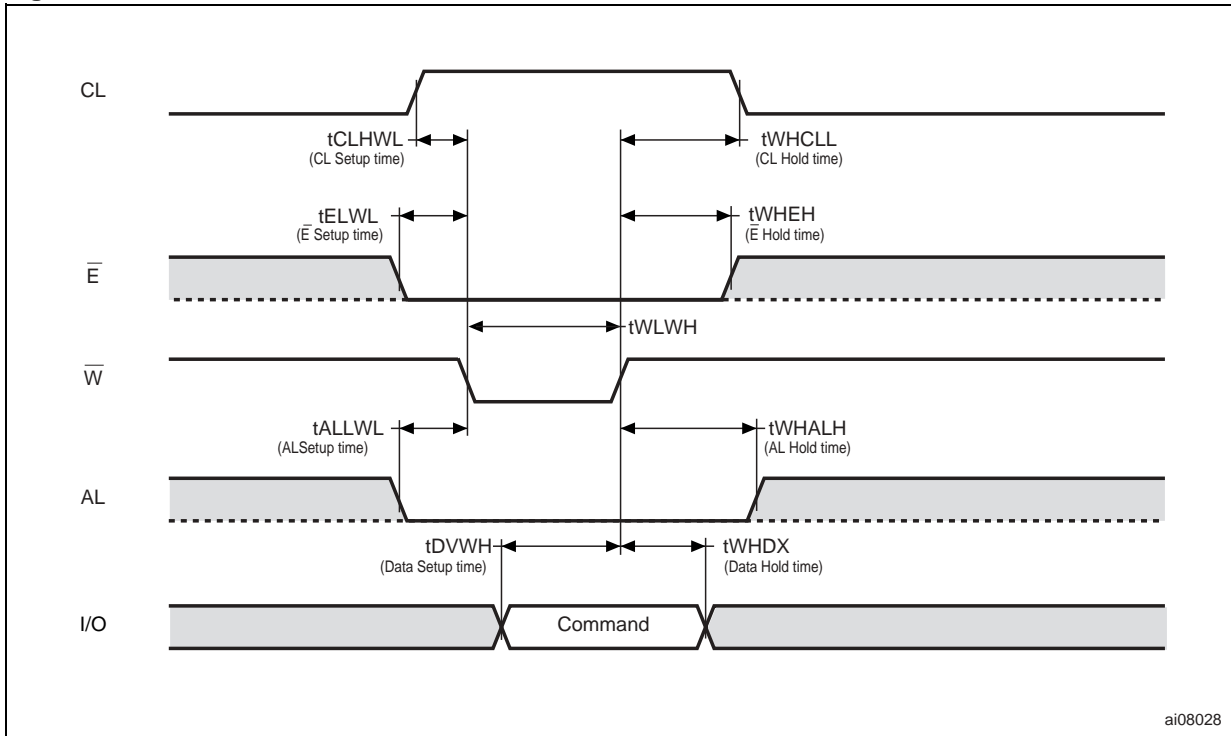 CL
tCLHWL
(CL Setup time)
tWHCLL
(CL Hold time)
tELWL
(E̅ Setup time)
tWHEH
(E̅ Hold time)
E̅
tWLWH
W̅
tALLWL
(ALSetup time)
tWHALH
(AL Hold time)
AL
tDVWH
(Data Setup time)
tWHDX
(Data Hold time)
I/O
Command
ai08028